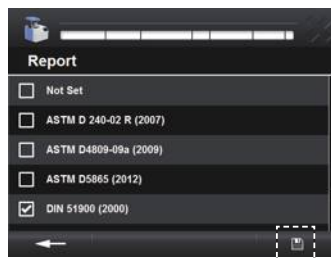 Report
Not Set
ASTM D 240-02 R (2007)
ASTM D4809-09a (2009)
ASTM D5865 (2012)
DIN 51900 (2000)